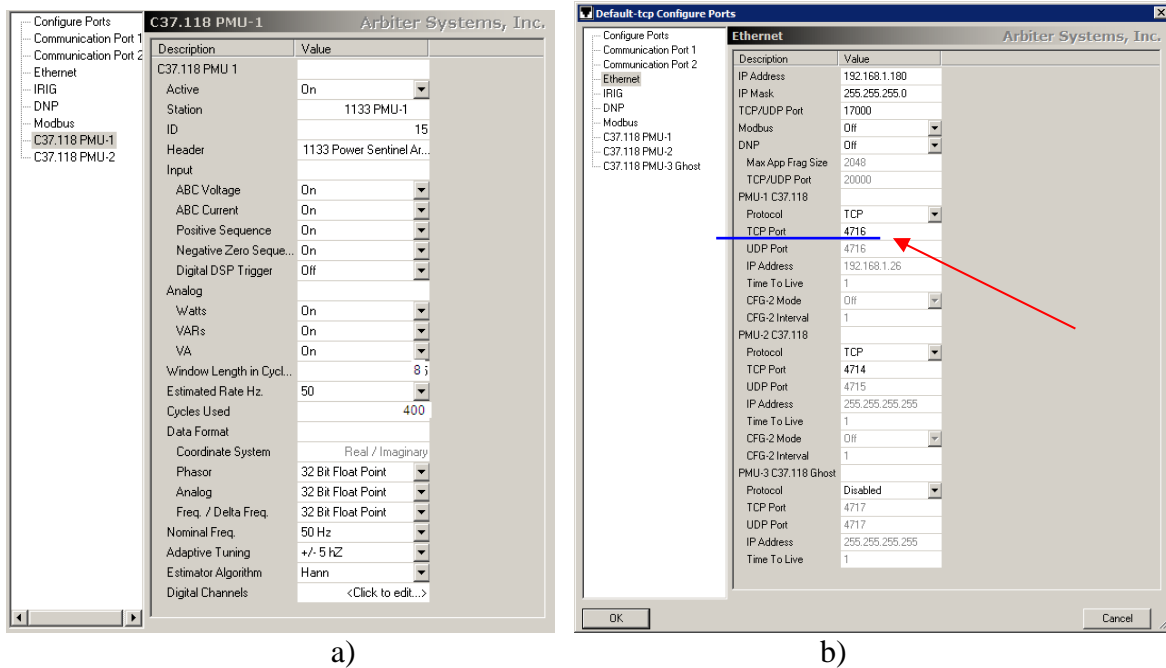 Configure Ports
Communication Port 1
Communication Port 2
Ethernet
IRIG
DNP
Modbus
C37.118 PMU-1
C37.118 PMU-2
C37.118 PMU-1 Arbiter Systems, Inc.
Description Value
C37.118 PMU 1
Active On
Station 1133 PMU-1
ID 15
Header 1133 Power Sentinel Ar...
Input
ABC Voltage On
ABC Current On
Positive Sequence On
Negative Zero Seque... On
Digital DSP Trigger Off
Analog
Watts On
VARs On
VA On
Window Length in Cycl... 8
Estimated Rate Hz. 50
Cycles Used 400
Data Format
Coordinate System Real / Imaginary
Phasor 32 Bit Float Point
Analog 32 Bit Float Point
Freq. / Delta Freq. 32 Bit Float Point
Nominal Freq. 50 Hz
Adaptive Tuning +/- 5 hZ
Estimator Algorithm Hann
Digital Channels <Click to edit...>
a)
Default-tcp Configure Ports
Configure Ports
Communication Port 1
Communication Port 2
Ethernet
IRIG
DNP
Modbus
C37.118 PMU-1
C37.118 PMU-2
C37.118 PMU-3 Ghost
Ethernet Arbiter Systems, Inc.
Description Value
IP Address 192.168.1.180
IP Mask 255.255.255.0
TCP/UDP Port 17000
Modbus Off
DNP Off
Max App Frag Size 2048
TCP/UDP Port 20000
PMU-1 C37.118
Protocol TCP
TCP Port 4716
UDP Port 4716
IP Address 192.168.1.26
Time To Live 1
CFG-2 Mode Off
CFG-2 Interval 1
PMU-2 C37.118
Protocol TCP
TCP Port 4714
UDP Port 4715
IP Address 255.255.255.255
Time To Live 1
CFG-2 Mode Off
CFG-2 Interval 1
PMU-3 C37.118 Ghost
Protocol Disabled
TCP Port 4717
UDP Port 4717
IP Address 255.255.255.255
Time To Live 1
OK Cancel
b)